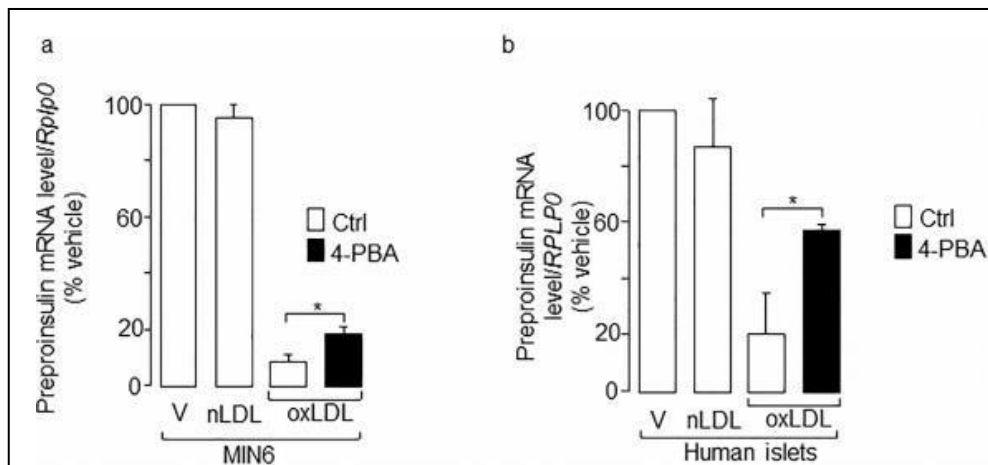 a
Preproinsulin mRNA level/Rplp0
(% vehicle)
100
60
20
0
Ctrl
4-PBA
*
V nLDL oxLDL
MIN6
b
Preproinsulin mRNA
level/RPLP0
(% vehicle)
100
60
20
0
*
Ctrl
4-PBA
V nLDL oxLDL
Human islets